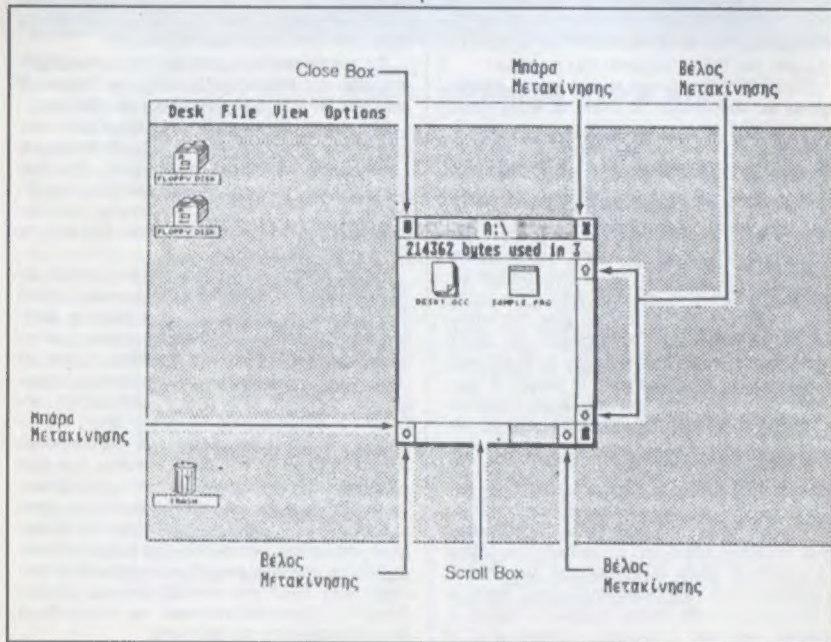 Close Box
Μπάρα
Μετακίνησης
Βέλος
Μετακίνησης
Desk File View Options
FLOPPY DISK
FLOPPY DISK
A:\
214362 bytes used in 3
DESK1.ACC
SAMPLE.PRG
Μπάρα
Μετακίνησης
TRASH
Βέλος
Μετακίνησης
Scroll Box
Βέλος
Μετακίνησης